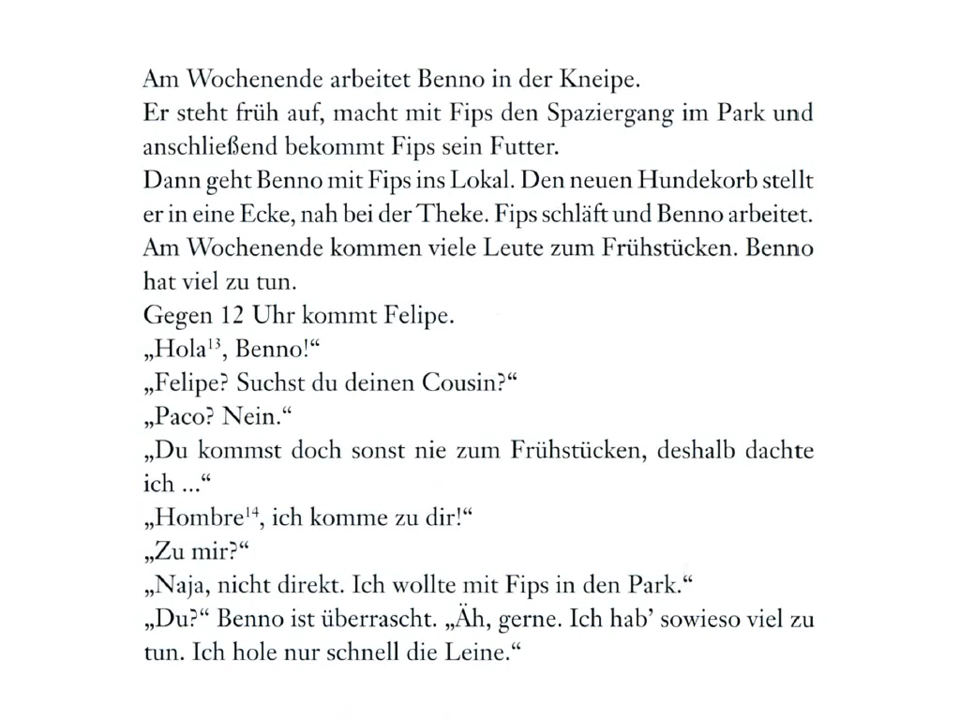 Am Wochenende arbeitet Benno in der Kneipe.
Er steht früh auf, macht mit Fips den Spaziergang im Park und
anschließend bekommt Fips sein Futter.
Dann geht Benno mit Fips ins Lokal. Den neuen Hundekorb stellt
er in eine Ecke, nah bei der Theke. Fips schläft und Benno arbeitet.
Am Wochenende kommen viele Leute zum Frühstücken. Benno
hat viel zu tun.
Gegen 12 Uhr kommt Felipe.
„Hola¹³, Benno!“
„Felipe? Suchst du deinen Cousin?“
„Paco? Nein.“
„Du kommst doch sonst nie zum Frühstücken, deshalb dachte
ich ...“
„Hombre¹⁴, ich komme zu dir!“
„Zu mir?“
„Naja, nicht direkt. Ich wollte mit Fips in den Park.“
„Du?“ Benno ist überrascht. „Äh, gerne. Ich hab’ sowieso viel zu
tun. Ich hole nur schnell die Leine.“